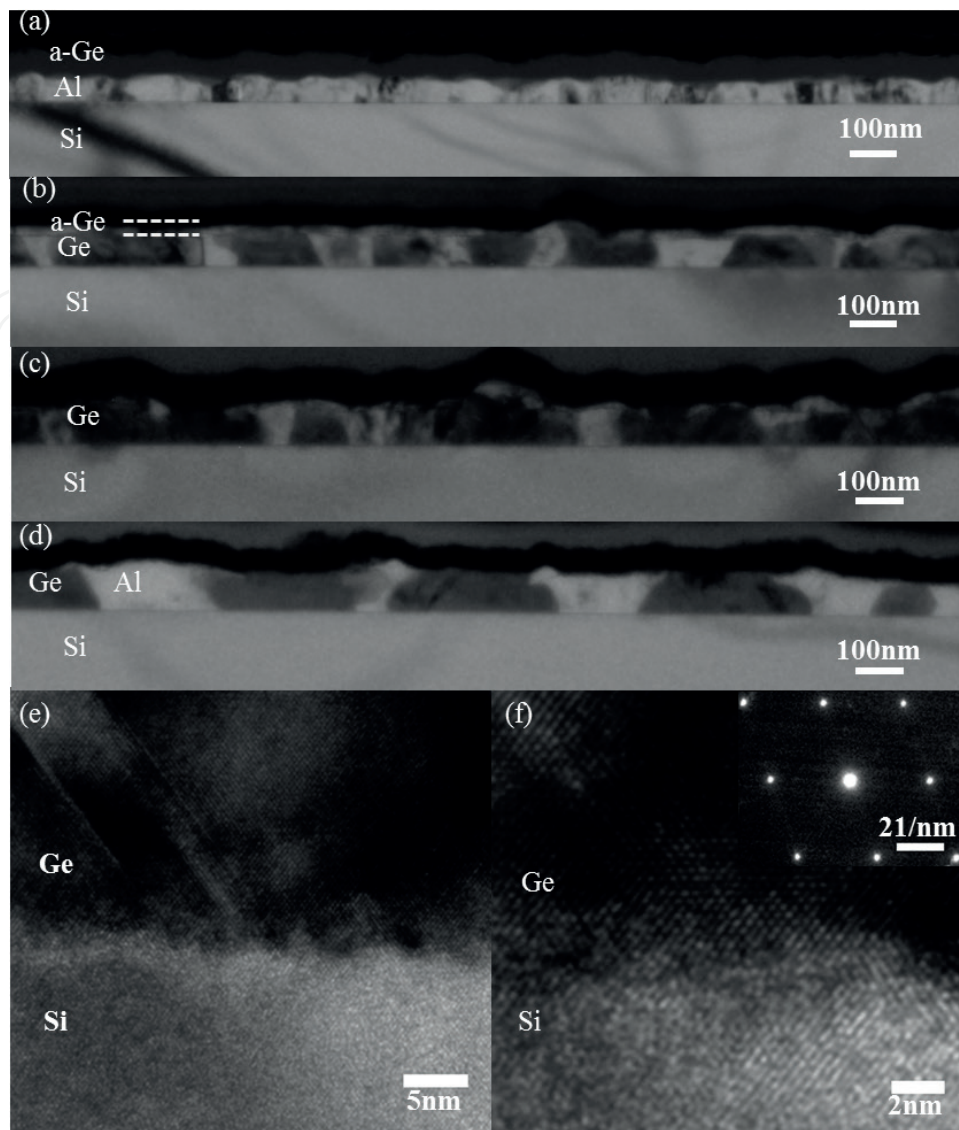 (a)
a-Ge
Al
Si
100nm
(b)
a-Ge
Ge
Si
100nm
(c)
Ge
Si
100nm
(d)
Ge
Al
Si
100nm
(e)
Ge
Si
5nm
(f)
21/nm
Ge
Si
2nm